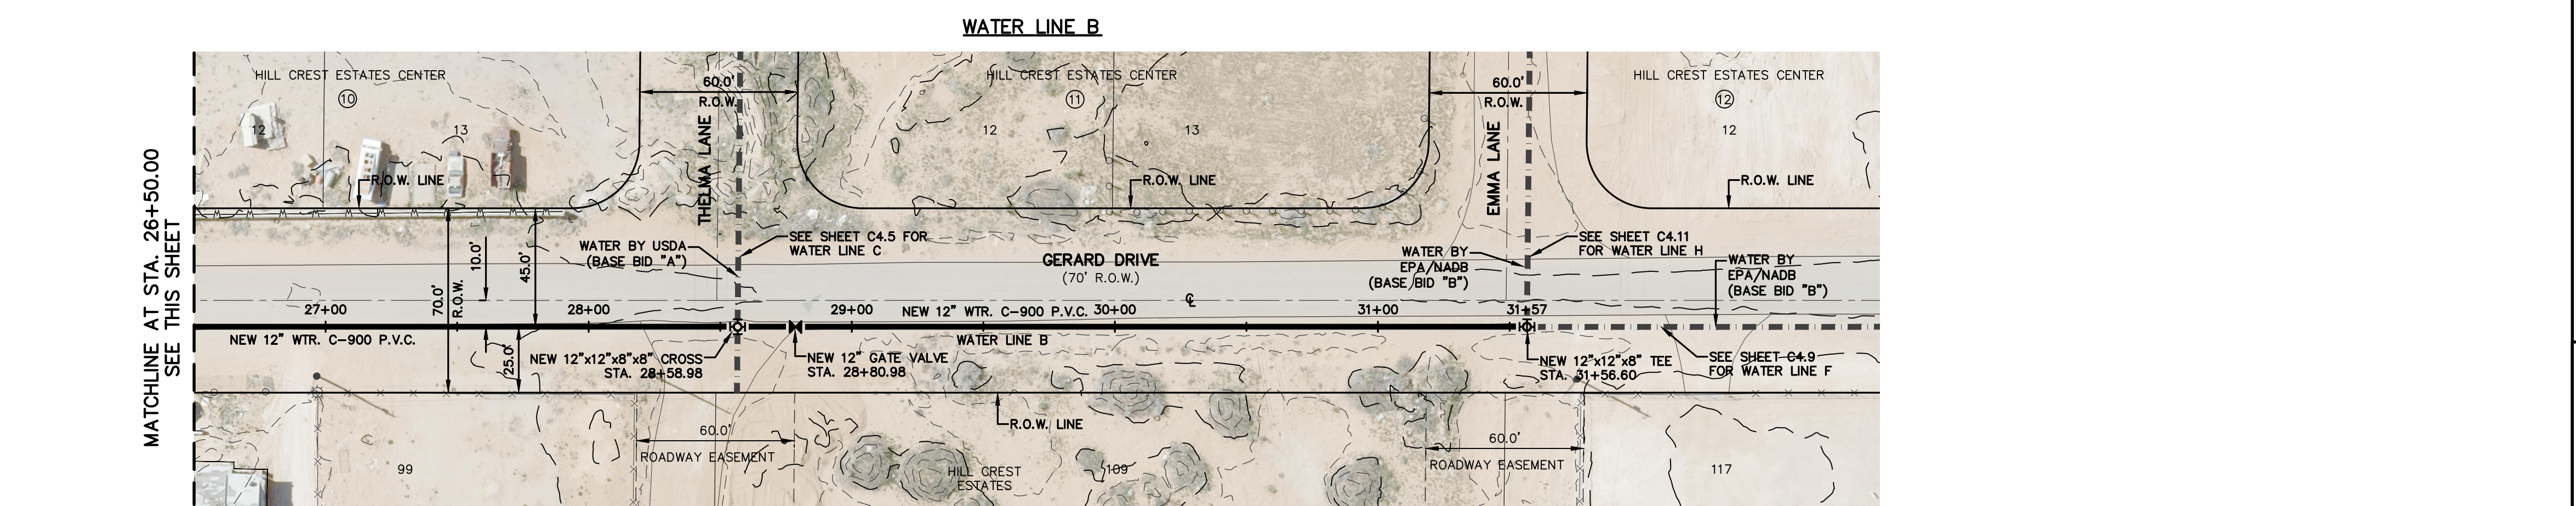 WATER LINE B
MATCHLINE AT STA. 26+50.00
SEE THIS SHEET
HILL CREST ESTATES CENTER
10
12
13
R.O.W. LINE
60.0'
R.O.W.
THELMA LANE
HILL CREST ESTATES CENTER
11
12
13
R.O.W. LINE
60.0'
R.O.W.
EMMA LANE
HILL CREST ESTATES CENTER
12
12
R.O.W. LINE
10.0'
45.0'
70.0'
R.O.W.
25.0'
WATER BY USDA
(BASE BID "A")
SEE SHEET C4.5 FOR
WATER LINE C
GERARD DRIVE
(70' R.O.W.)
WATER BY
EPA/NADB
(BASE BID "B")
SEE SHEET C4.11
FOR WATER LINE H
WATER BY
EPA/NADB
(BASE BID "B")
27+00
28+00
29+00
NEW 12" WTR. C-900 P.V.C.
30+00
℄
31+00
31+57
NEW 12" WTR. C-900 P.V.C.
WATER LINE B
NEW 12"x12"x8"x8" CROSS
STA. 28+58.98
NEW 12" GATE VALVE
STA. 28+80.98
NEW 12"x12"x8" TEE
STA. 31+56.60
SEE SHEET C4.9
FOR WATER LINE F
R.O.W. LINE
60.0'
ROADWAY EASEMENT
60.0'
ROADWAY EASEMENT
99
HILL CREST
ESTATES
109
117